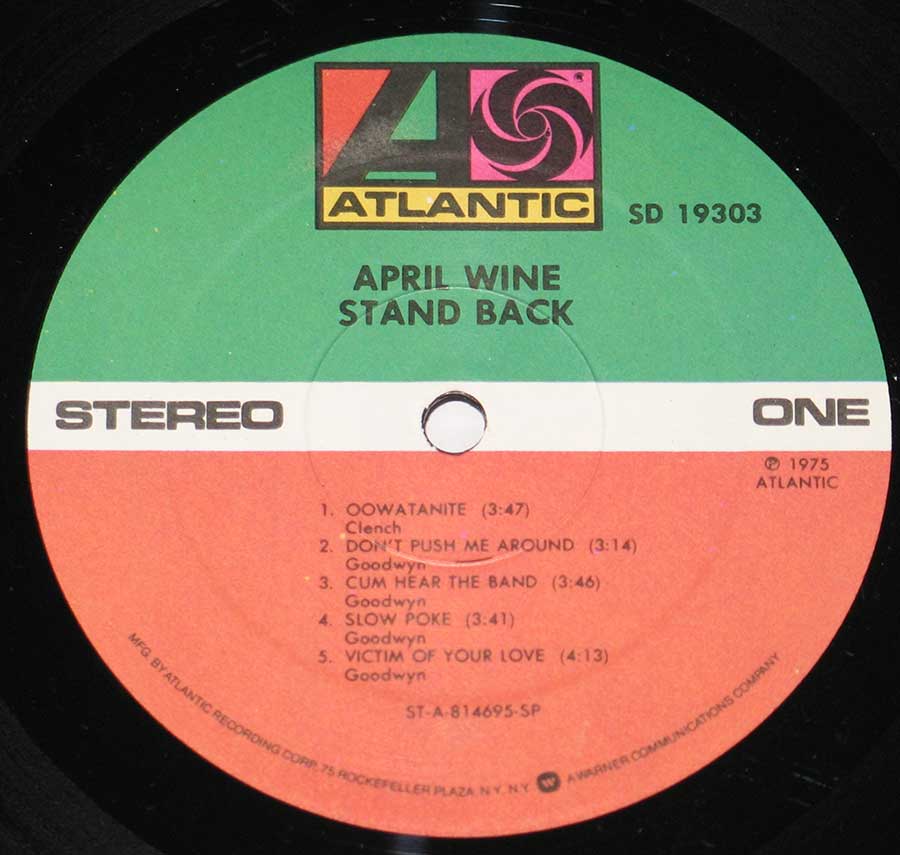 ATLANTIC
SD 19303
APRIL WINE
STAND BACK
STEREO
ONE
℗ 1975
ATLANTIC
1. OOWATANITE (3:47)
Clench
2. DON'T PUSH ME AROUND (3:14)
Goodwyn
3. CUM HEAR THE BAND (3:46)
Goodwyn
4. SLOW POKE (3:41)
Goodwyn
5. VICTIM OF YOUR LOVE (4:13)
Goodwyn
ST-A-814695-SP
MFG. BY ATLANTIC RECORDING CORP., 75 ROCKEFELLER PLAZA, N.Y., N.Y. W A WARNER COMMUNICATIONS COMPANY